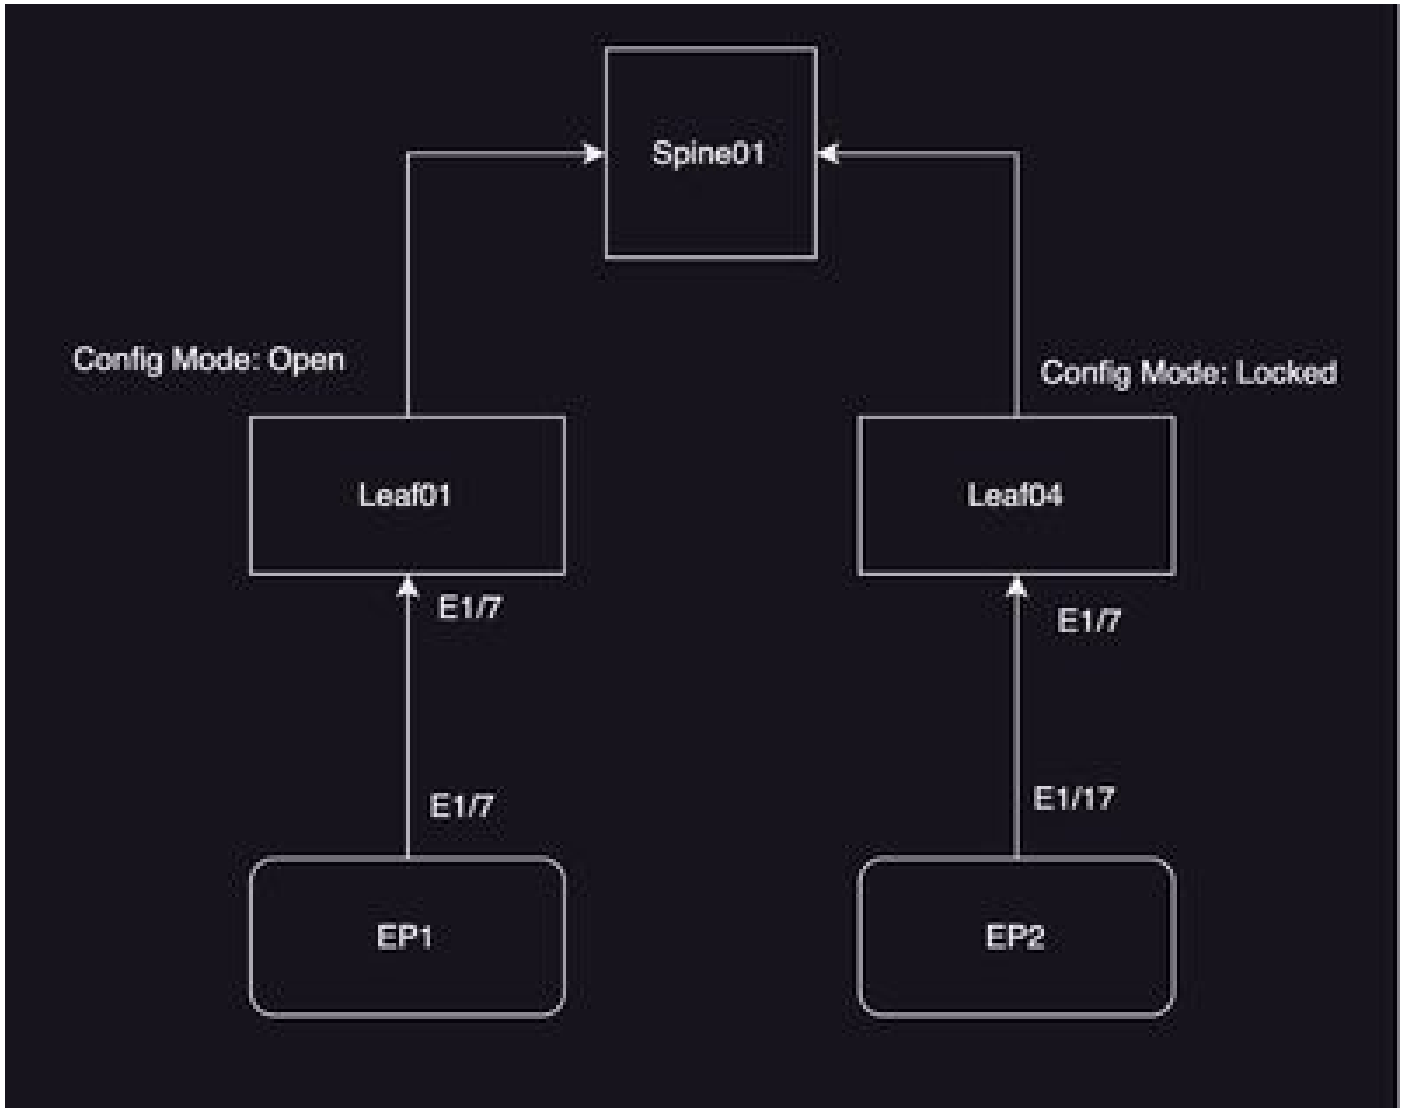 Spine01
Config Mode: Open
Config Mode: Locked
Leaf01
Leaf04
E1/7
E1/7
E1/7
E1/17
EP1
EP2